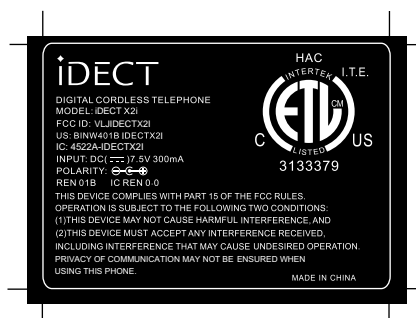 iDECT
DIGITAL CORDLESS TELEPHONE
MODEL: iDECT X2i
FCC ID: VLJIDECTX2I
US: BINW401B IDECTX2I
IC: 4522A-IDECTX2I
INPUT: DC( ⎓ )7.5V 300mA
POLARITY:
REN 01B IC REN 0·0
HAC
INTERTEK
I.T.E.
ETL
CM
C
US
LISTED
3133379
THIS DEVICE COMPLIES WITH PART 15 OF THE FCC RULES.
OPERATION IS SUBJECT TO THE FOLLOWING TWO CONDITIONS:
(1)THIS DEVICE MAY NOT CAUSE HARMFUL INTERFERENCE, AND
(2)THIS DEVICE MUST ACCEPT ANY INTERFERENCE RECEIVED,
INCLUDING INTERFERENCE THAT MAY CAUSE UNDESIRED OPERATION.
PRIVACY OF COMMUNICATION MAY NOT BE ENSURED WHEN
USING THIS PHONE.
MADE IN CHINA